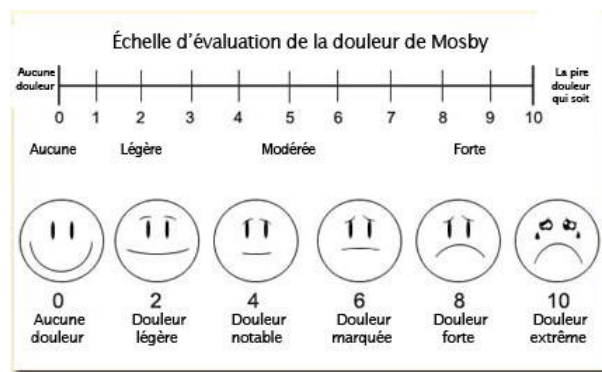 Échelle d'évaluation de la douleur de Mosby
Aucune
douleur
La pire
douleur
qui soit
0 1 2 3 4 5 6 7 8 9 10
Aucune Légère Modérée Forte
0 2 4 6 8 10
Aucune Douleur Douleur Douleur Douleur Douleur
douleur légère notable marquée forte extrême